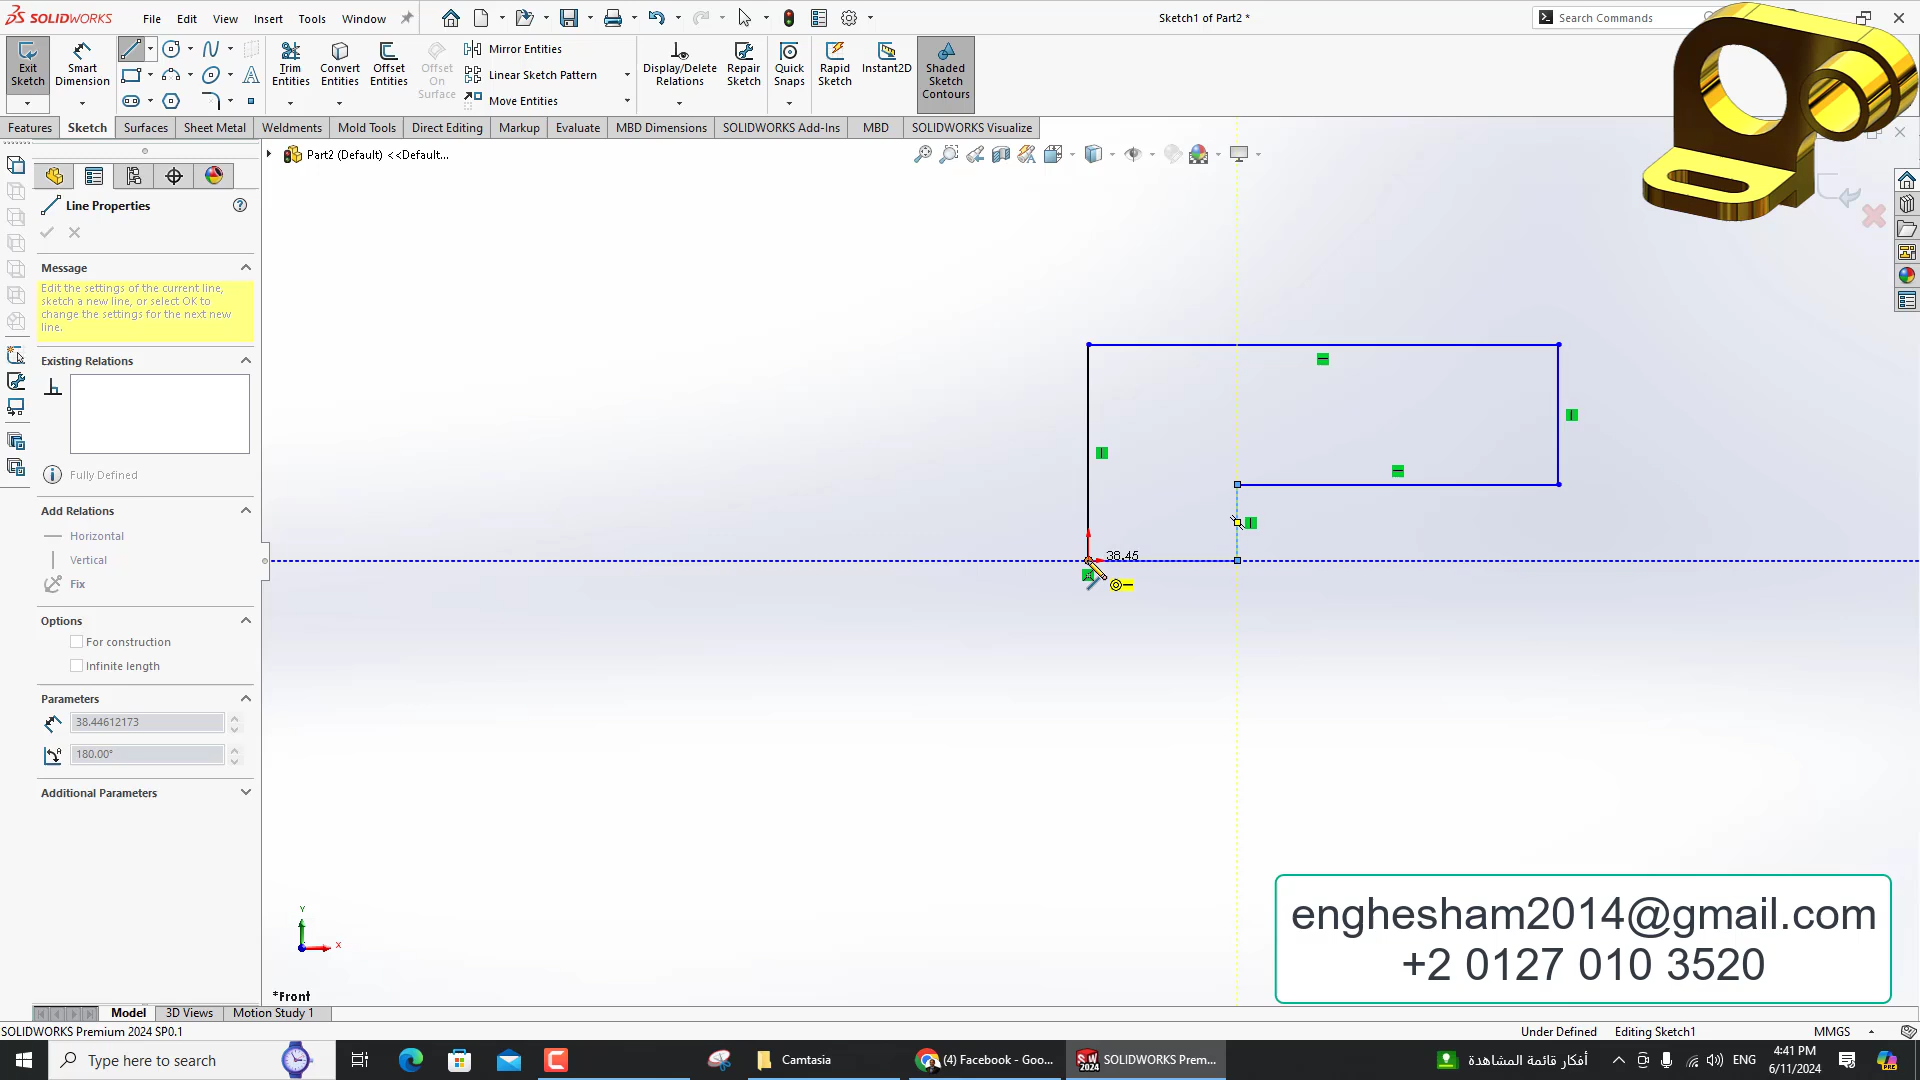 SOLIDWORKS
File
Edit
View
Insert
Tools
Window
Sketch1 of Part2 *
Search Commands
Exit Sketch
Smart Dimension
Trim Entities
Convert Entities
Offset Entities
Offset On Surface
Mirror Entities
Linear Sketch Pattern
Move Entities
Display/Delete Relations
Repair Sketch
Quick Snaps
Rapid Sketch
Instant2D
Shaded Sketch Contours
Features
Sketch
Surfaces
Sheet Metal
Weldments
Mold Tools
Direct Editing
Markup
Evaluate
MBD Dimensions
SOLIDWORKS Add-Ins
MBD
SOLIDWORKS Visualize
Part2 (Default) <<Default...
Line Properties
Message
Edit the settings of the current line,
sketch a new line, or select OK to
change the settings for the next new
line.
Existing Relations
Fully Defined
Add Relations
Horizontal
Vertical
Fix
Options
For construction
Infinite length
Parameters
38.44612173
180.00°
Additional Parameters
38.45
Y
X
*Front
enghesham2014@gmail.com
+2 0127 010 3520
Model
3D Views
Motion Study 1
SOLIDWORKS Premium 2024 SP0.1
Under Defined
Editing Sketch1
MMGS
Type here to search
Camtasia
(4) Facebook - Goo...
SOLIDWORKS Prem...
أفكار قائمة المشاهدة
ENG
4:41 PM
6/11/2024